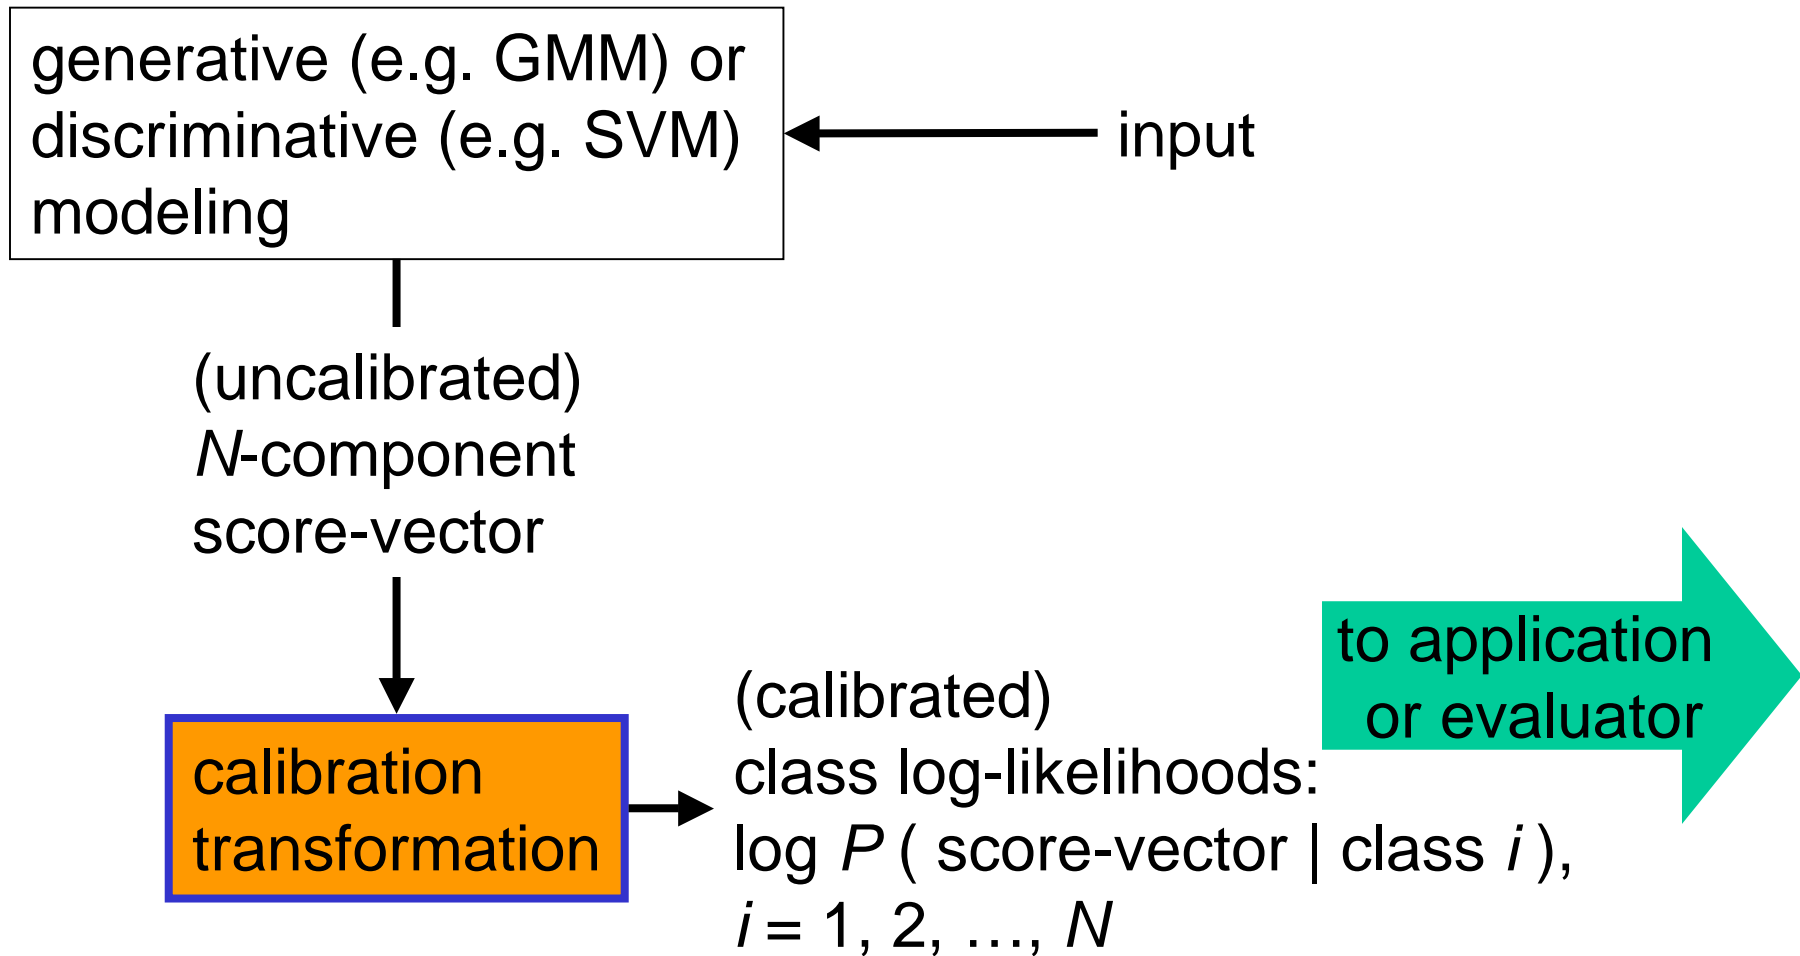 generative (e.g. GMM) or
discriminative (e.g. SVM)
modeling
input
(uncalibrated)
N-component
score-vector
calibration
transformation
(calibrated)
class log-likelihoods:
log P ( score-vector | class i ),
i = 1, 2, …, N
to application
or evaluator